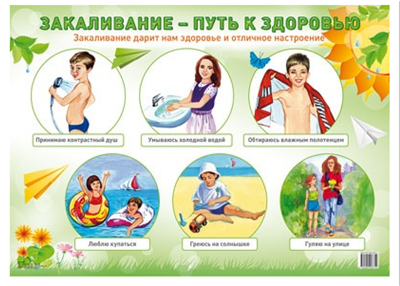 ЗАКАЛИВАНИЕ – ПУТЬ К ЗДОРОВЬЮ
Закаливание дарит нам здоровье и отличное настроение
Принимаю контрастный душ
Умываюсь холодной водой
Обтираюсь влажным полотенцем
Люблю купаться
Греюсь на солнышке
Гуляю на улице